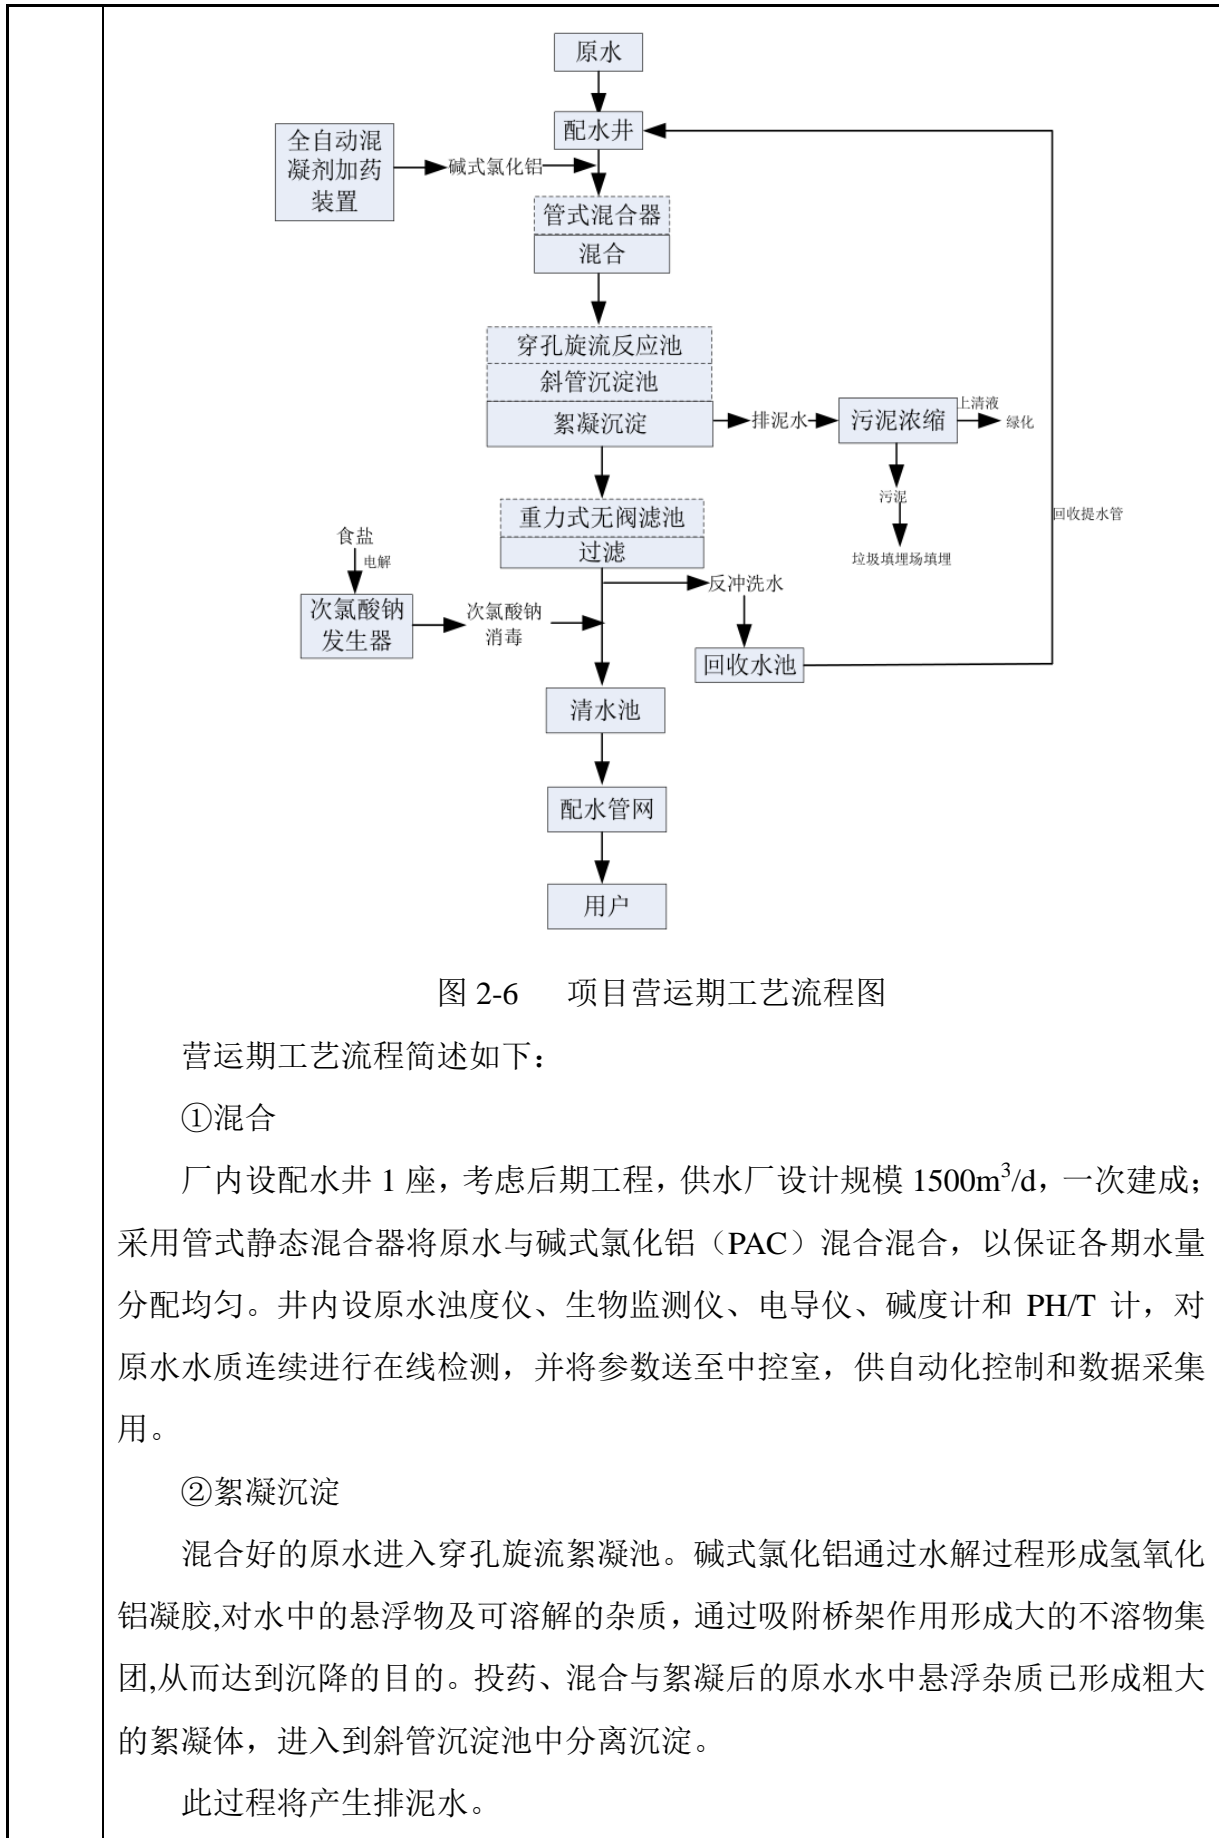 原水
配水井
全自动混
凝剂加药
装置
碱式氯化铝
管式混合器
混合
穿孔旋流反应池
斜管沉淀池
絮凝沉淀
排泥水
污泥浓缩
上清液
绿化
污泥
垃圾填埋场填埋
回收提水管
重力式无阀滤池
过滤
食盐
电解
次氯酸钠
发生器
次氯酸钠
消毒
反冲洗水
回收水池
清水池
配水管网
用户
图 2-6 项目营运期工艺流程图
营运期工艺流程简述如下：
①混合
厂内设配水井 1 座，考虑后期工程，供水厂设计规模 1500m³/d，一次建成；
采用管式静态混合器将原水与碱式氯化铝（PAC）混合混合，以保证各期水量
分配均匀。井内设原水浊度仪、生物监测仪、电导仪、碱度计和 PH/T 计，对
原水水质连续进行在线检测，并将参数送至中控室，供自动化控制和数据采集
用。
②絮凝沉淀
混合好的原水进入穿孔旋流絮凝池。碱式氯化铝通过水解过程形成氢氧化
铝凝胶,对水中的悬浮物及可溶解的杂质，通过吸附桥架作用形成大的不溶物集
团,从而达到沉降的目的。投药、混合与絮凝后的原水水中悬浮杂质已形成粗大
的絮凝体，进入到斜管沉淀池中分离沉淀。
此过程将产生排泥水。